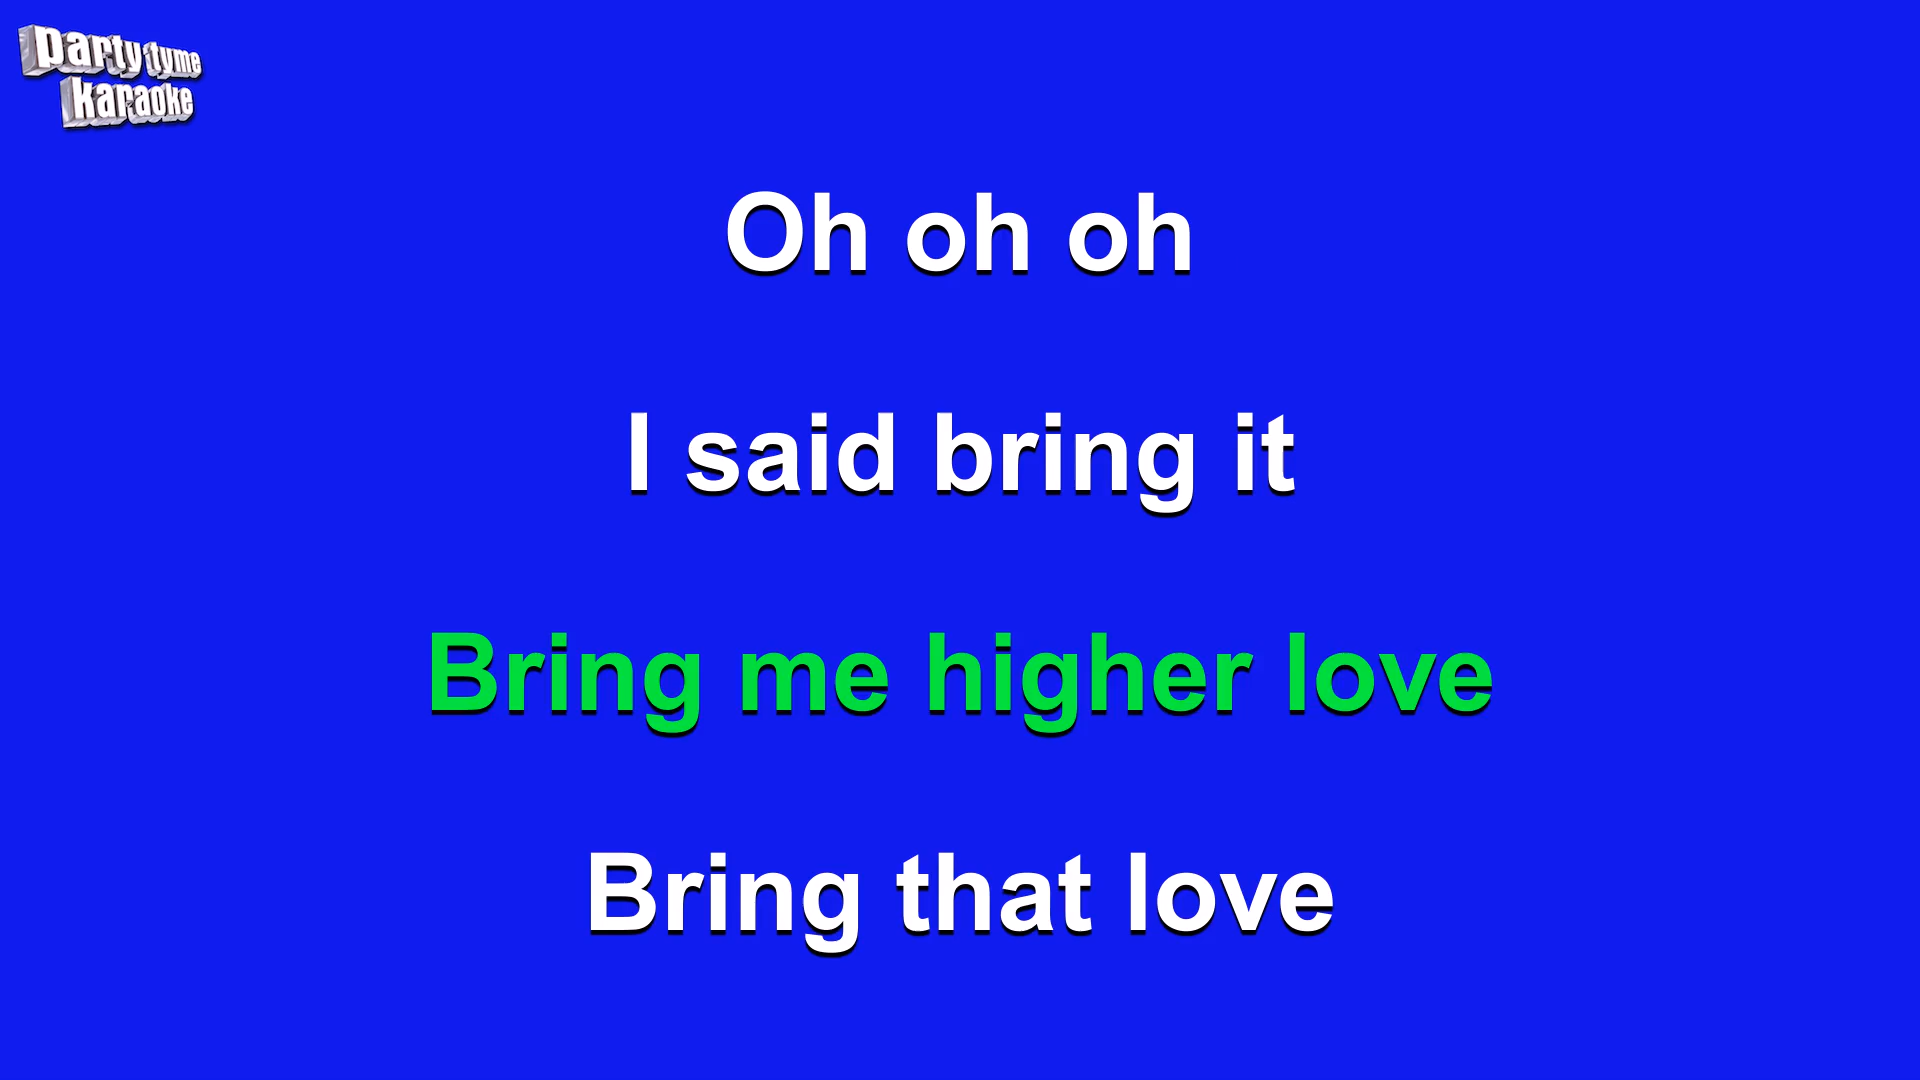 party tyme
karaoke
Oh oh oh
I said bring it
Bring me higher love
Bring that love